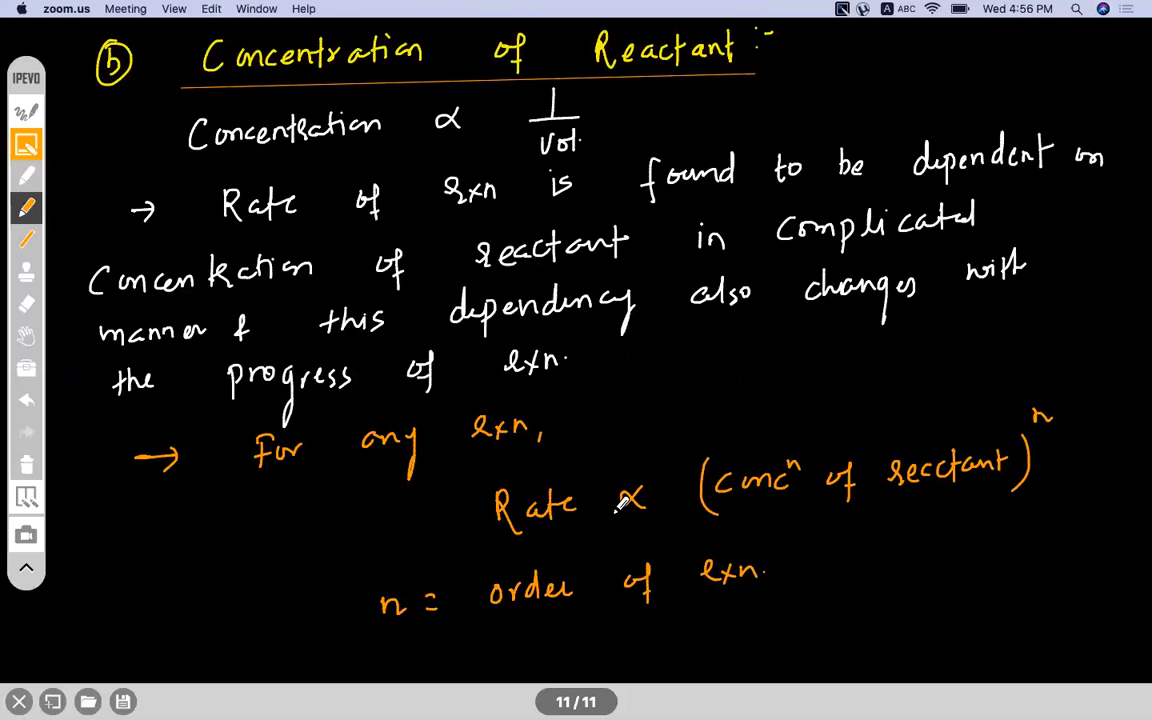 zoom.us Meeting View Edit Window Help A ABC Wed 4:56 PM
IPEVO
(b) Concentration of Reactant :-
Concentration ∝ 1/Vol.
→ Rate of rxn is found to be dependent on
Concentration of reactant in complicated
manner & this dependency also changes with
the progress of rxn.
→ For any rxn,
Rate ∝ (concⁿ of reactant)ⁿ
n = order of rxn.
11 / 11